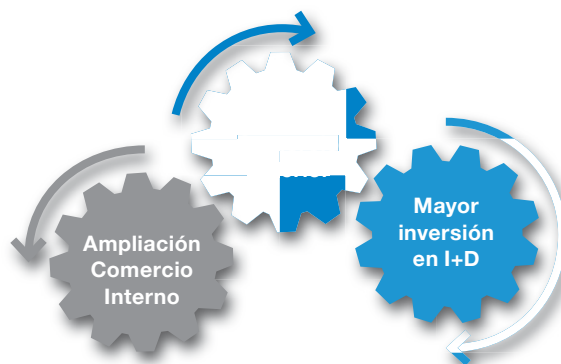 Ampliación
Comercio
Interno
Mayor
inversión
en I+D